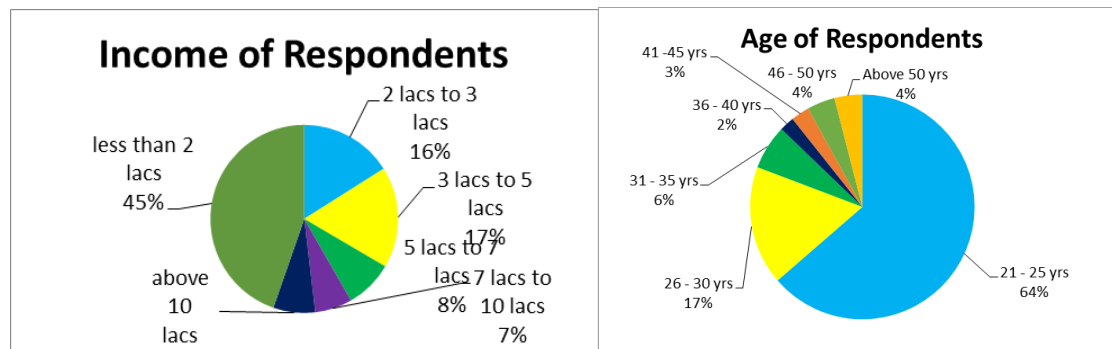 Income of Respondents
2 lacs to 3
lacs
16%
less than 2
lacs
45%
3 lacs to 5
lacs
17%
5 lacs to 7
lacs
8%
7 lacs to
10 lacs
7%
above
10
lacs
Age of Respondents
41 -45 yrs
3%
46 - 50 yrs
4%
Above 50 yrs
4%
36 - 40 yrs
2%
31 - 35 yrs
6%
26 - 30 yrs
17%
21 - 25 yrs
64%